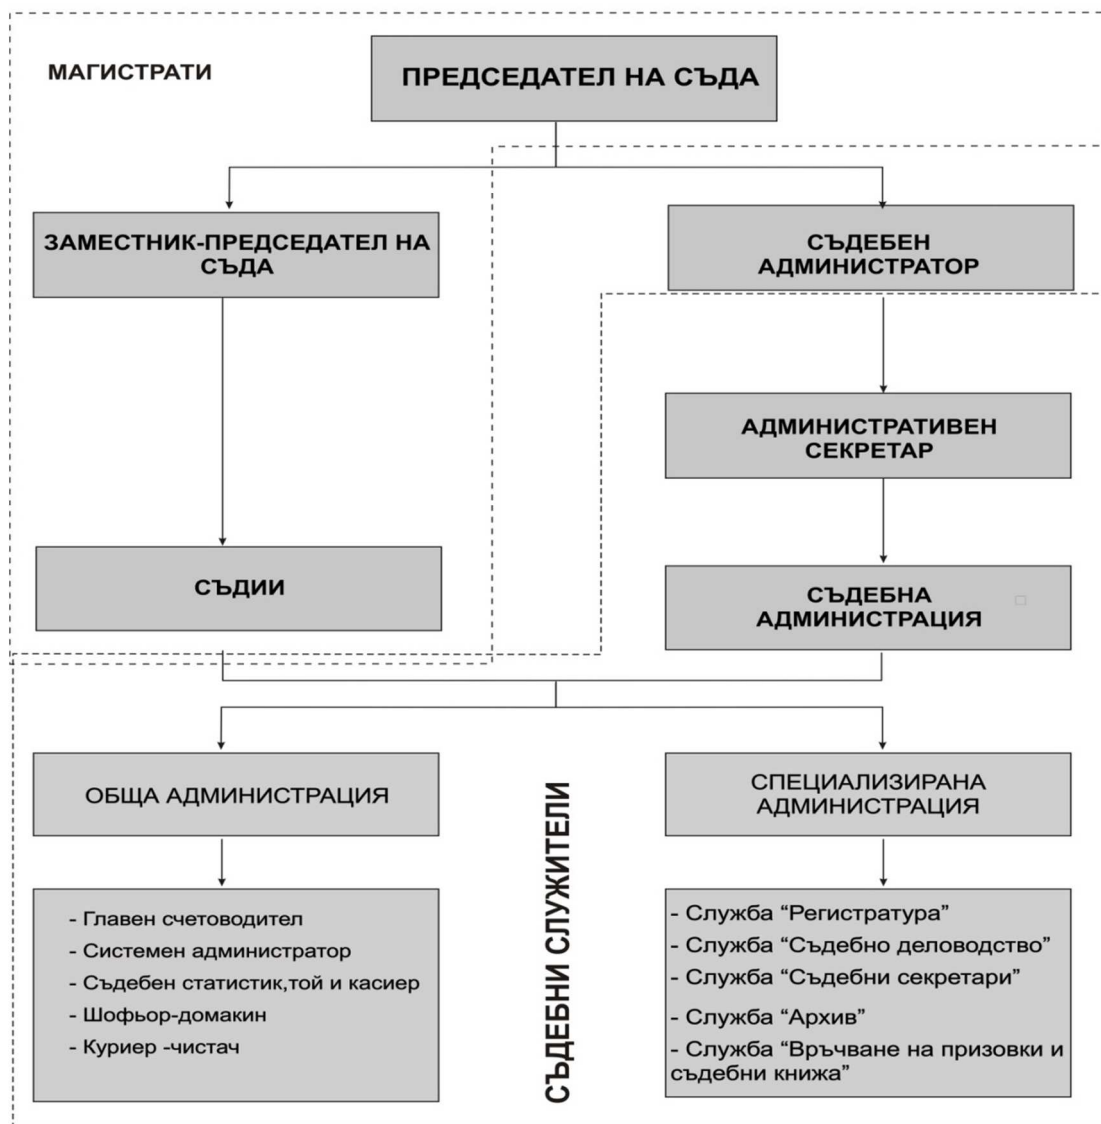 МАГИСТРАТИ
ПРЕДСЕДАТЕЛ НА СЪДА
ЗАМЕСТНИК-ПРЕДСЕДАТЕЛ НА
СЪДА
СЪДЕБЕН
АДМИНИСТРАТОР
АДМИНИСТРАТИВЕН
СЕКРЕТАР
СЪДИИ
СЪДЕБНА
АДМИНИСТРАЦИЯ
ОБЩА АДМИНИСТРАЦИЯ
СПЕЦИАЛИЗИРАНА
АДМИНИСТРАЦИЯ
СЪДЕБНИ СЛУЖИТЕЛИ
- Главен счетоводител
- Системен администратор
- Съдебен статистик,той и касиер
- Шофьор-домакин
- Куриер -чистач
- Служба “Регистратура”
- Служба “Съдебно деловодство”
- Служба “Съдебни секретари”
- Служба “Архив”
- Служба “Връчване на призовки и
съдебни книжа”